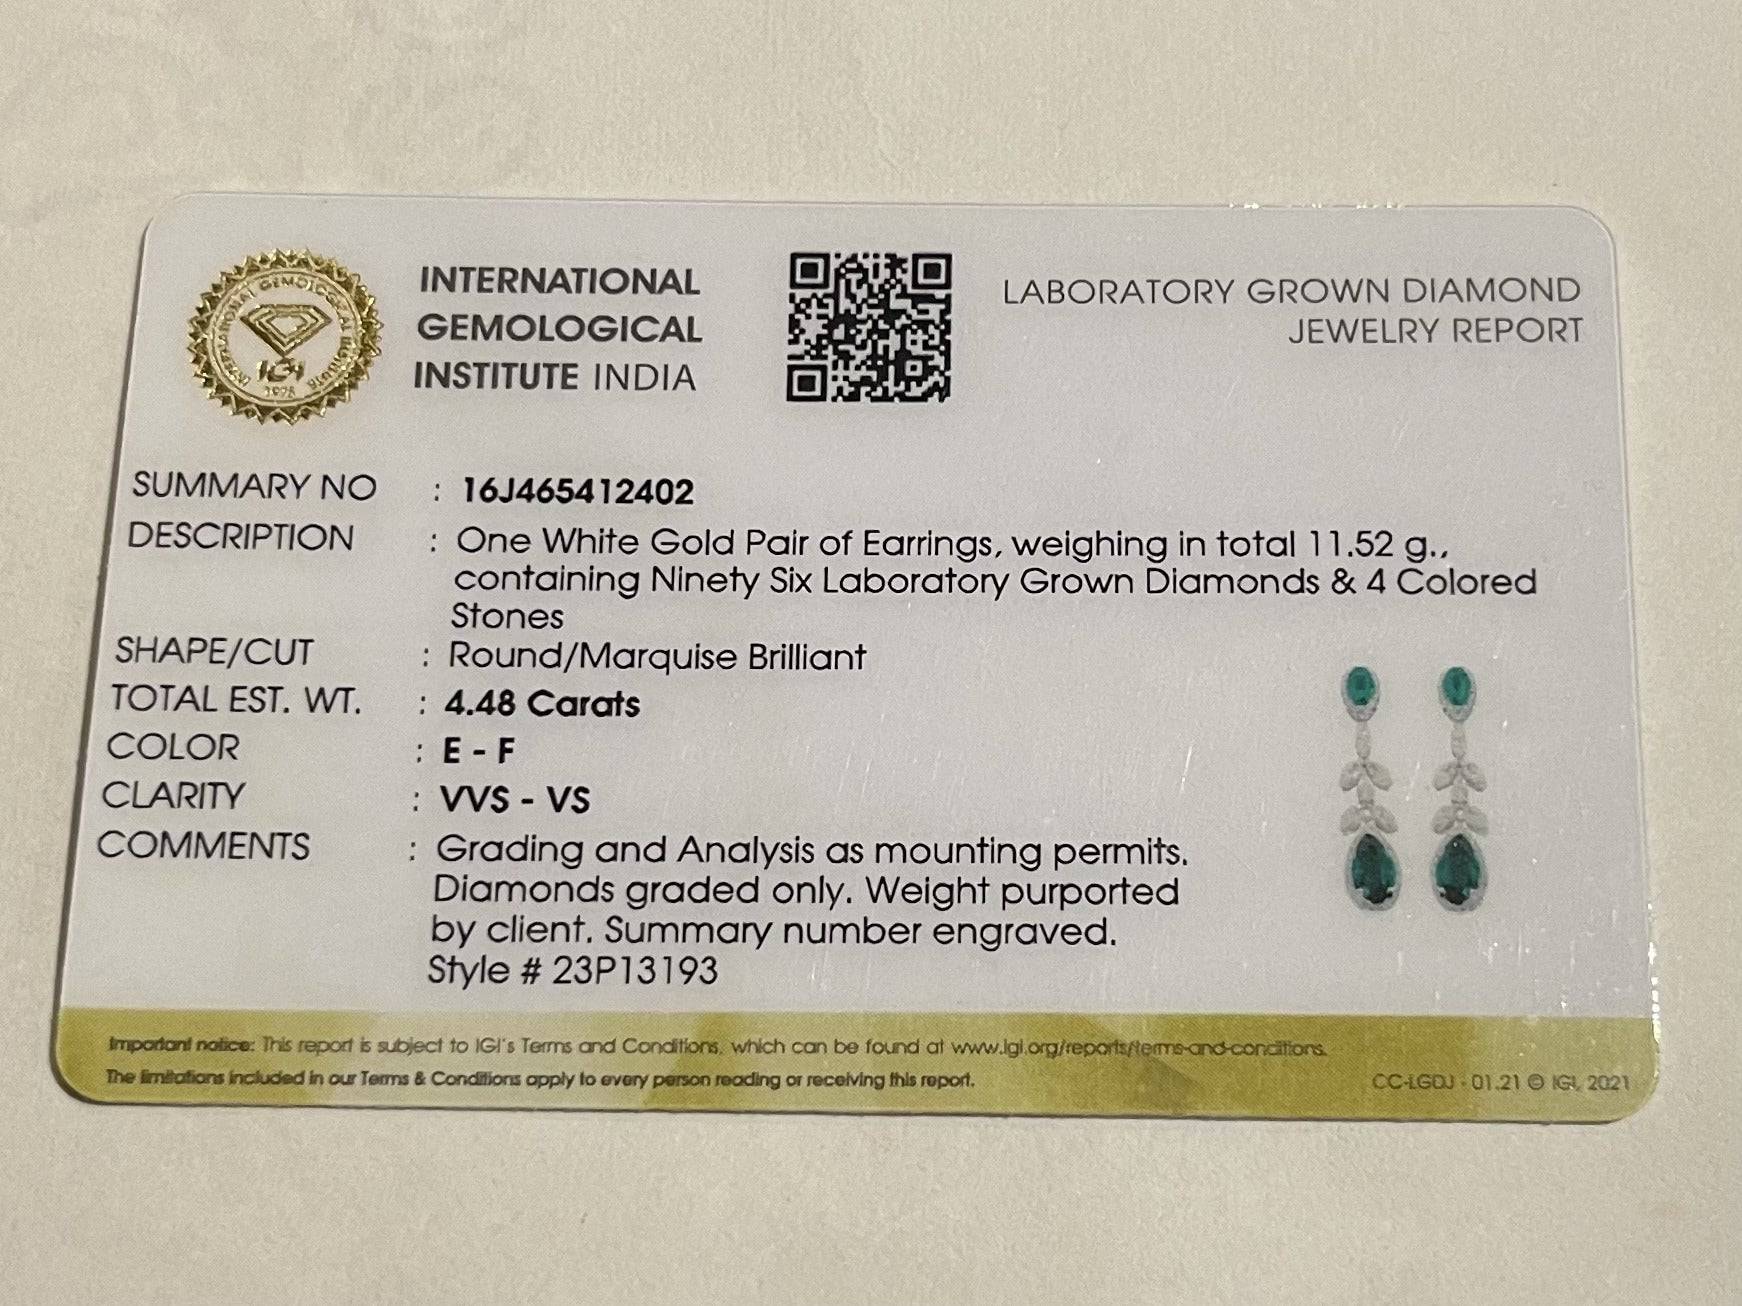 INTERNATIONAL GEMOLOGICAL INSTITUTE
IGI
1975
INTERNATIONAL
GEMOLOGICAL
INSTITUTE INDIA
LABORATORY GROWN DIAMOND
JEWELRY REPORT
SUMMARY NO : 16J465412402
DESCRIPTION : One White Gold Pair of Earrings, weighing in total 11.52 g.,
containing Ninety Six Laboratory Grown Diamonds & 4 Colored
Stones
SHAPE/CUT : Round/Marquise Brilliant
TOTAL EST. WT. : 4.48 Carats
COLOR : E - F
CLARITY : VVS - VS
COMMENTS : Grading and Analysis as mounting permits.
Diamonds graded only. Weight purported
by client. Summary number engraved.
Style # 23P13193
Important notice: This report is subject to IGI's Terms and Conditions, which can be found at www.igi.org/reports/terms-and-conditions.
The limitations included in our Terms & Conditions apply to every person reading or receiving this report.
CC-LGDJ - 01.21 © IGI, 2021